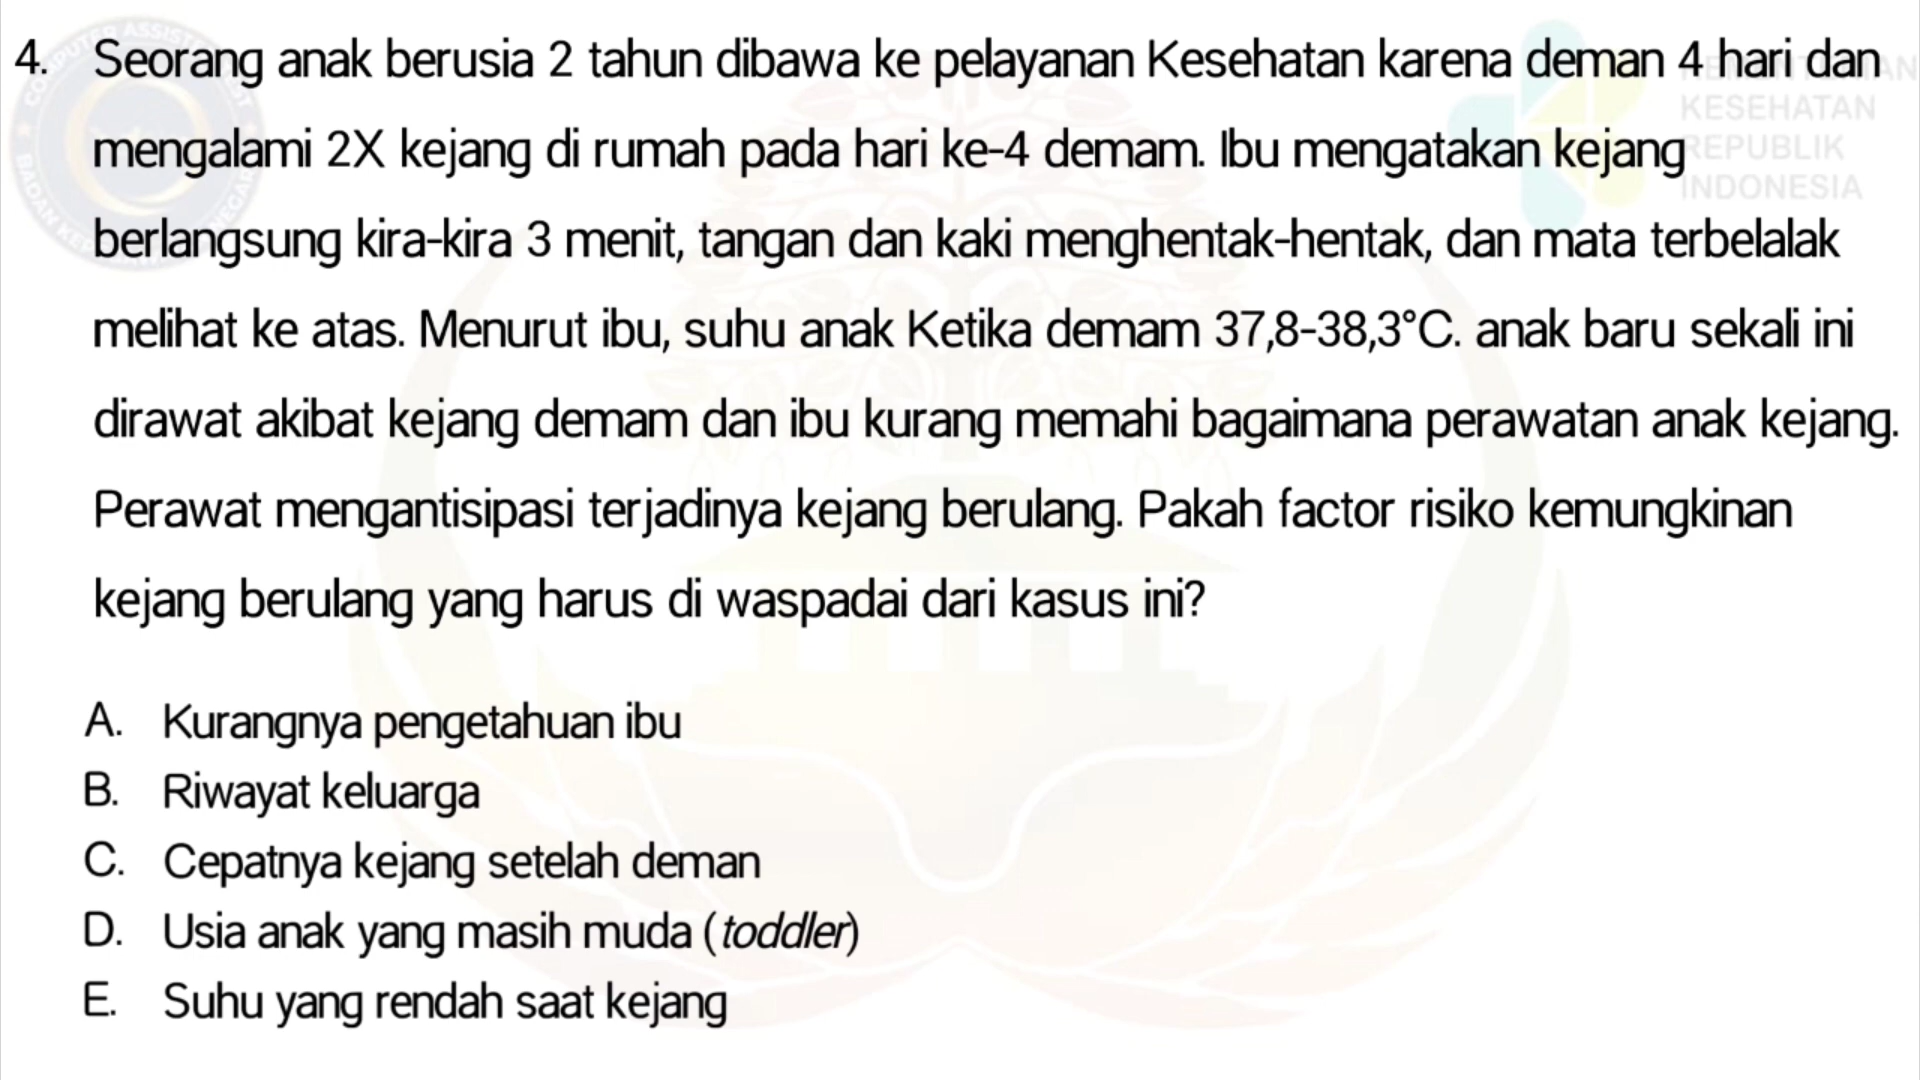 4. Seorang anak berusia 2 tahun dibawa ke pelayanan Kesehatan karena deman 4 hari dan
mengalami 2X kejang di rumah pada hari ke-4 demam. Ibu mengatakan kejang
berlangsung kira-kira 3 menit, tangan dan kaki menghentak-hentak, dan mata terbelalak
melihat ke atas. Menurut ibu, suhu anak Ketika demam 37,8-38,3°C. anak baru sekali ini
dirawat akibat kejang demam dan ibu kurang memahi bagaimana perawatan anak kejang.
Perawat mengantisipasi terjadinya kejang berulang. Pakah factor risiko kemungkinan
kejang berulang yang harus di waspadai dari kasus ini?
A. Kurangnya pengetahuan ibu
B. Riwayat keluarga
C. Cepatnya kejang setelah deman
D. Usia anak yang masih muda (toddler)
E. Suhu yang rendah saat kejang
KESEHATAN
REPUBLIK
INDONESIA